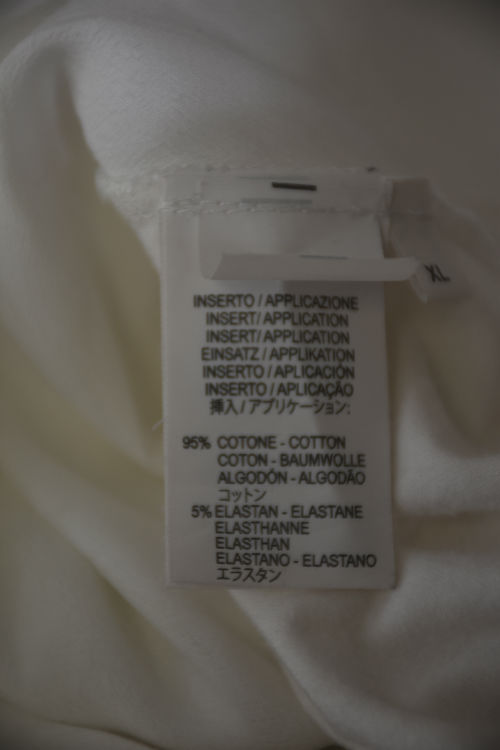 XL
INSERTO / APPLICAZIONE
INSERT/ APPLICATION
INSERT/ APPLICATION
EINSATZ / APPLIKATION
INSERTO / APLICACIÓN
INSERTO / APLICAÇÃO
挿入 / アプリケーション:
95% COTONE - COTTON
COTON - BAUMWOLLE
ALGODÓN - ALGODÃO
コットン
5% ELASTAN - ELASTANE
ELASTHANNE
ELASTHAN
ELASTANO - ELASTANO
エラスタン